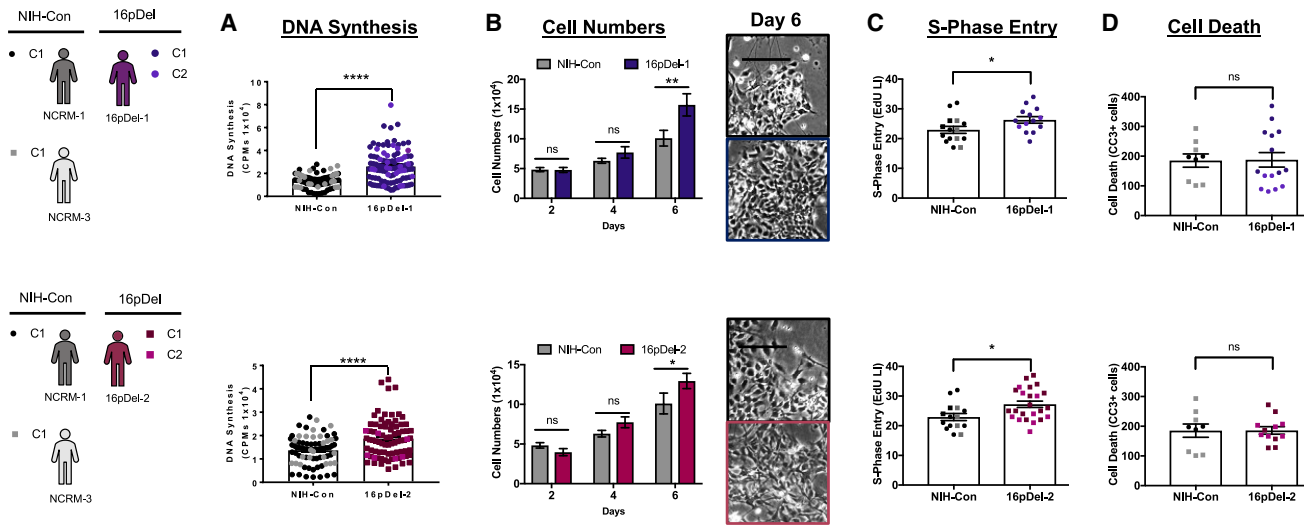 NIH-Con 16pDel
C1 C1
C2
NCRM-1 16pDel-1
C1
NCRM-3
A DNA Synthesis
DNA Synthesis
(CPMs 1x10⁴)
10
8
6
4
2
0
****
NIH-Con 16pDel-1
B Cell Numbers
NIH-Con 16pDel-1
Cell Numbers (1x10⁴)
20
15
10
5
0
ns ns **
2 4 6
Days
Day 6
C S-Phase Entry
S-Phase Entry (EdU LI)
40
30
20
10
0
*
NIH-Con 16pDel-1
D Cell Death
Cell Death (CC3+ cells)
400
300
200
100
0
ns
NIH-Con 16pDel-1
NIH-Con 16pDel
C1 C1
C2
NCRM-1 16pDel-2
C1
NCRM-3
DNA Synthesis
(CPMs 1x10⁴)
5
4
3
2
1
0
****
NIH-Con 16pDel-2
NIH-Con 16pDel-2
Cell Numbers (1x10⁴)
15
10
5
0
ns ns *
2 4 6
Days
S-Phase Entry (EdU LI)
40
30
20
10
0
*
NIH-Con 16pDel-2
Cell Death (CC3+ cells)
400
300
200
100
0
ns
NIH-Con 16pDel-2